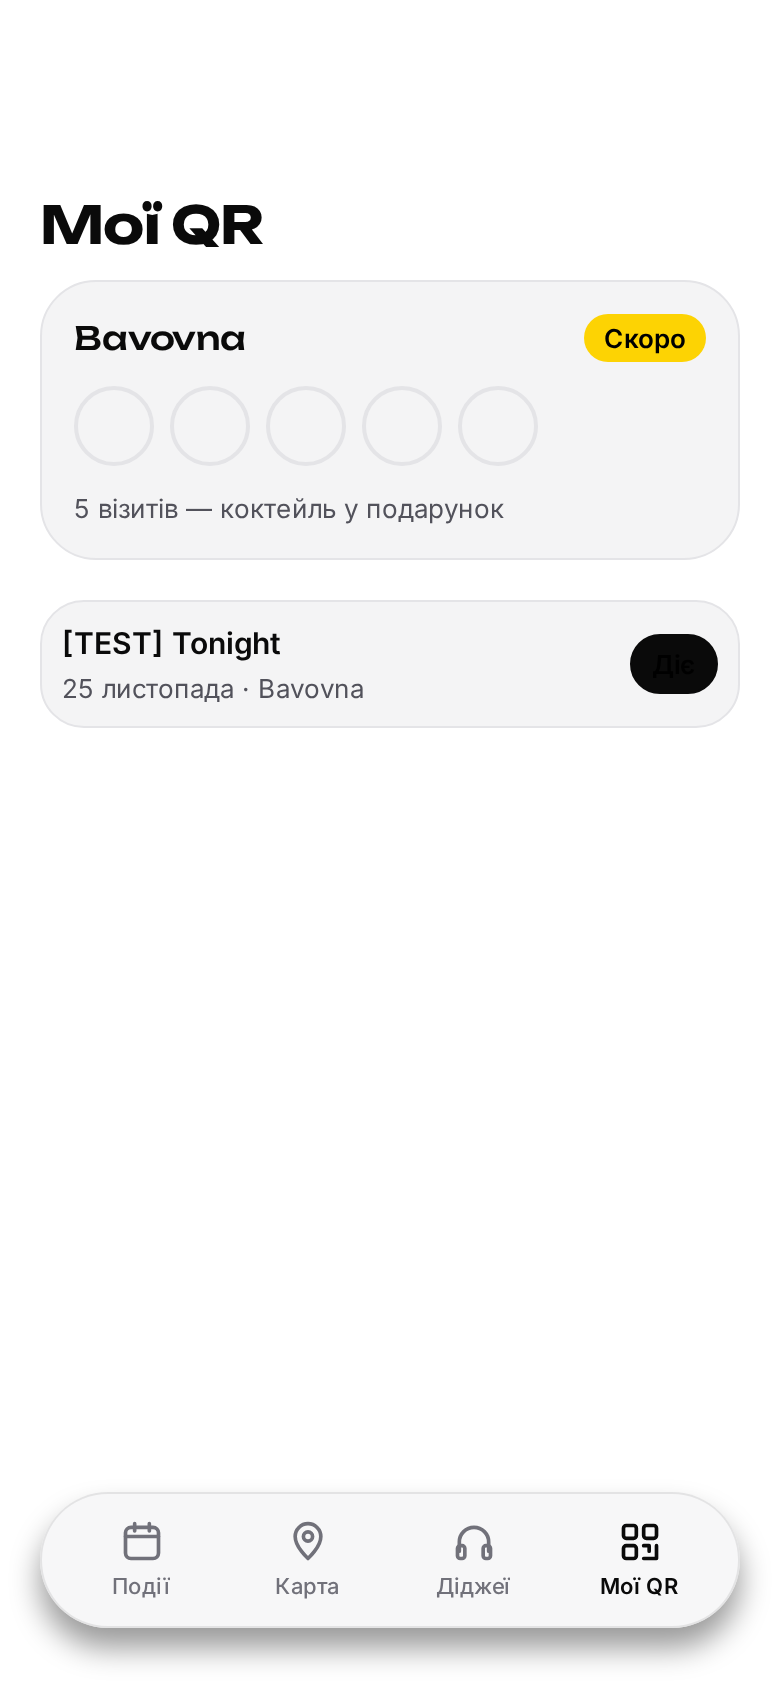 Мої QR
Bavovna
Скоро
5 візитів — коктейль у подарунок
[TEST] Tonight
25 листопада · Bavovna
Діє
Події
Карта
Діджеї
Мої QR